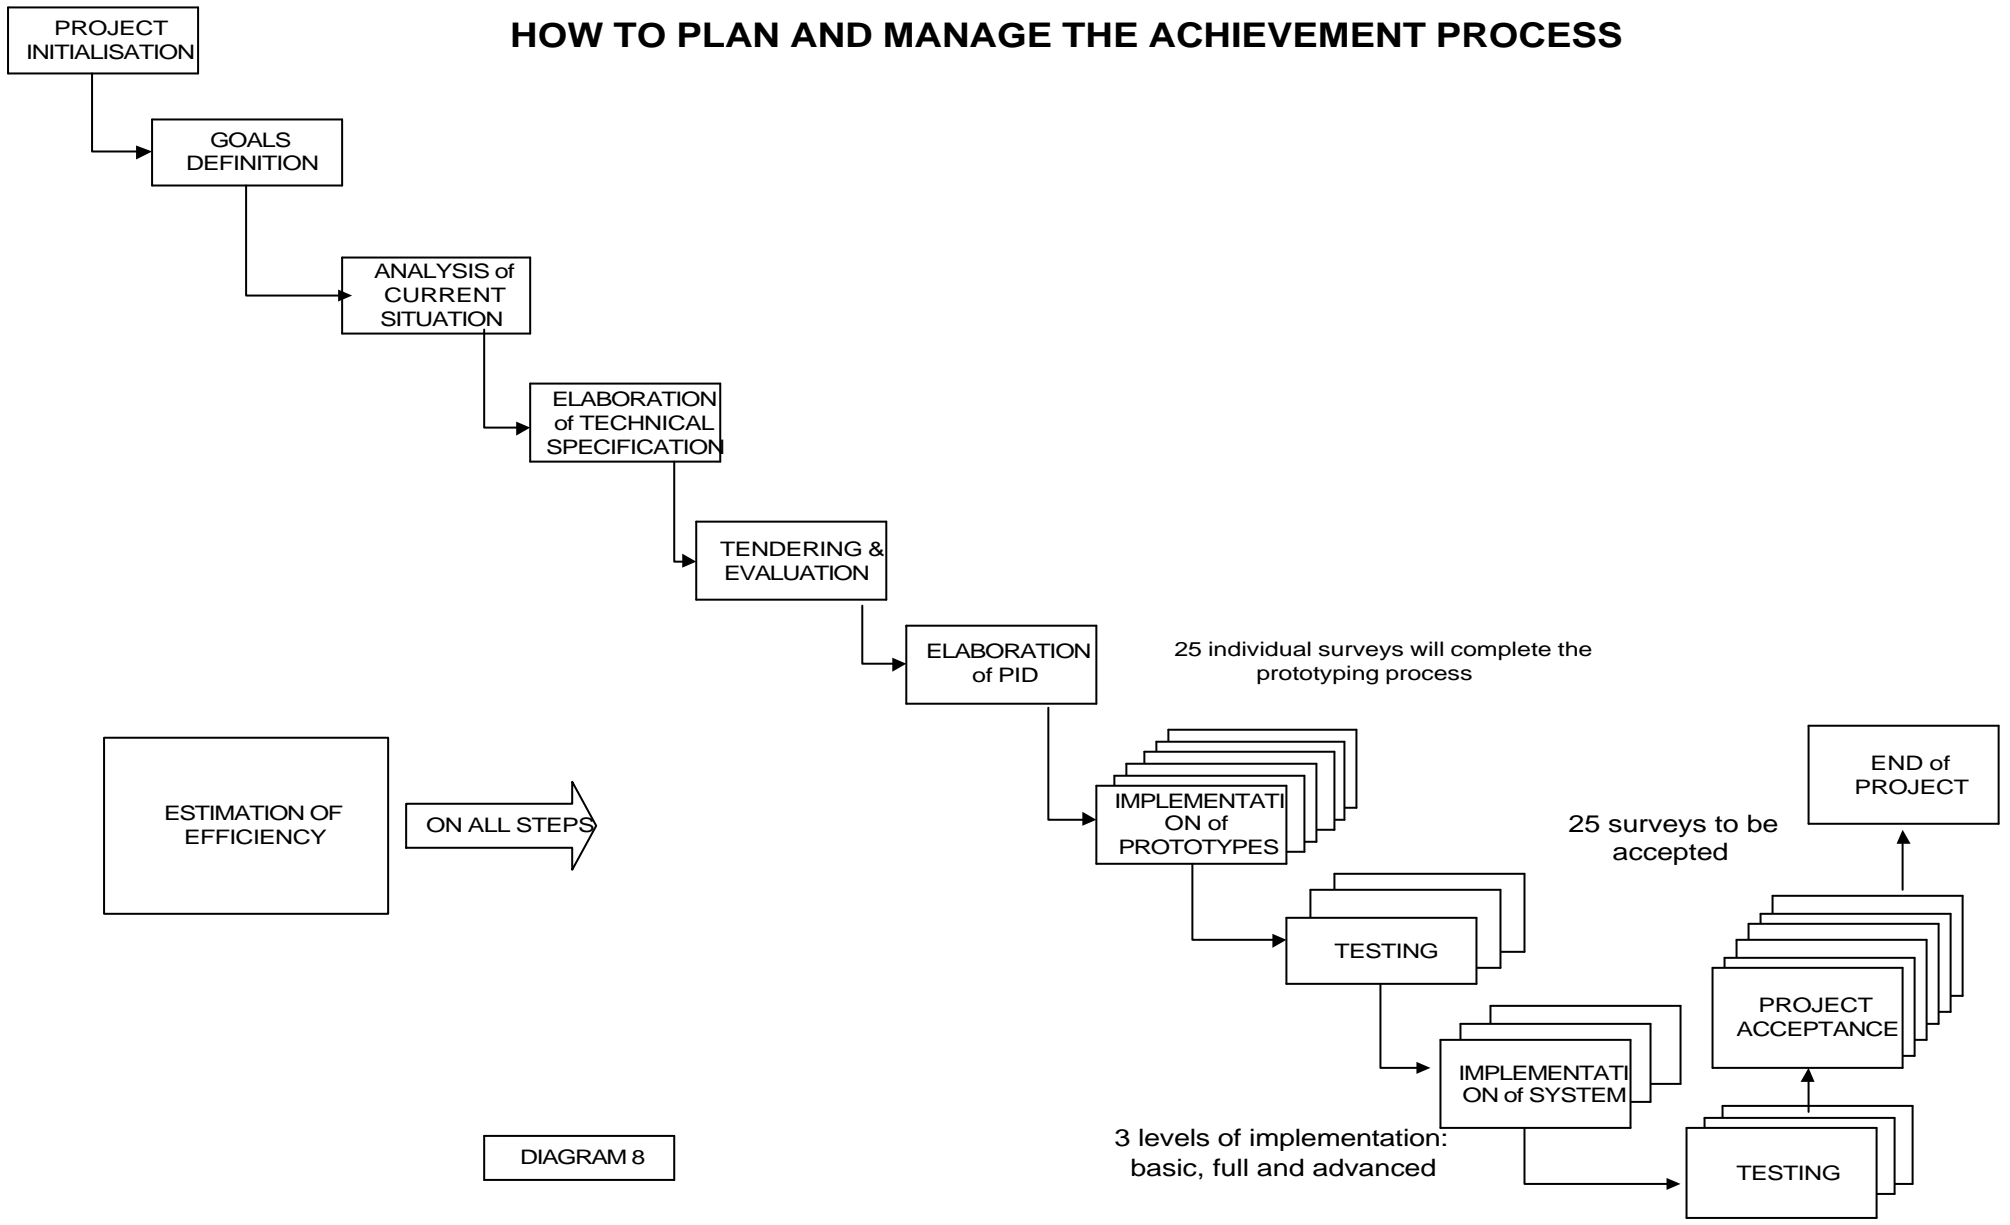 HOW TO PLAN AND MANAGE THE ACHIEVEMENT PROCESS
PROJECT
INITIALISATION
GOALS
DEFINITION
ANALYSIS of
CURRENT
SITUATION
ELABORATION
of TECHNICAL
SPECIFICATION
TENDERING &
EVALUATION
ELABORATION
of PID
25 individual surveys will complete the
prototyping process
ESTIMATION OF
EFFICIENCY
ON ALL STEPS
IMPLEMENTATI
ON of
PROTOTYPES
TESTING
IMPLEMENTATI
ON of SYSTEM
3 levels of implementation:
basic, full and advanced
TESTING
PROJECT
ACCEPTANCE
25 surveys to be
accepted
END of
PROJECT
DIAGRAM 8